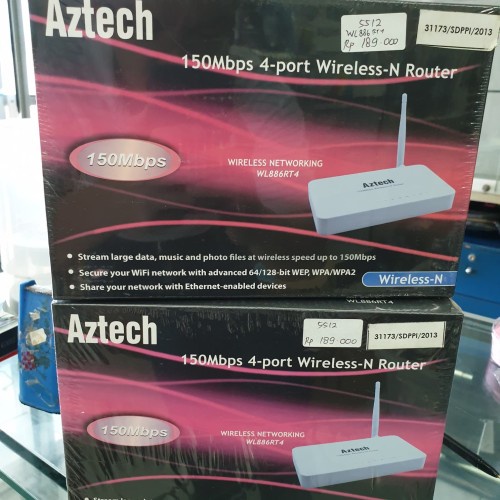 Aztech
5512
WL886RT4
Rp 189.000
31173/SDPPI/2013
150Mbps 4-port Wireless-N Router
150Mbps
WIRELESS NETWORKING
WL886RT4
Aztech
• Stream large data, music and photo files at wireless speed up to 150Mbps
• Secure your WiFi network with advanced 64/128-bit WEP, WPA/WPA2
• Share your network with Ethernet-enabled devices
Wireless-N
WL886RT4
Aztech
5512
Rp 189.000
31173/SDPPI/2013
150Mbps 4-port Wireless-N Router
150Mbps
WIRELESS NETWORKING
WL886RT4
Aztech